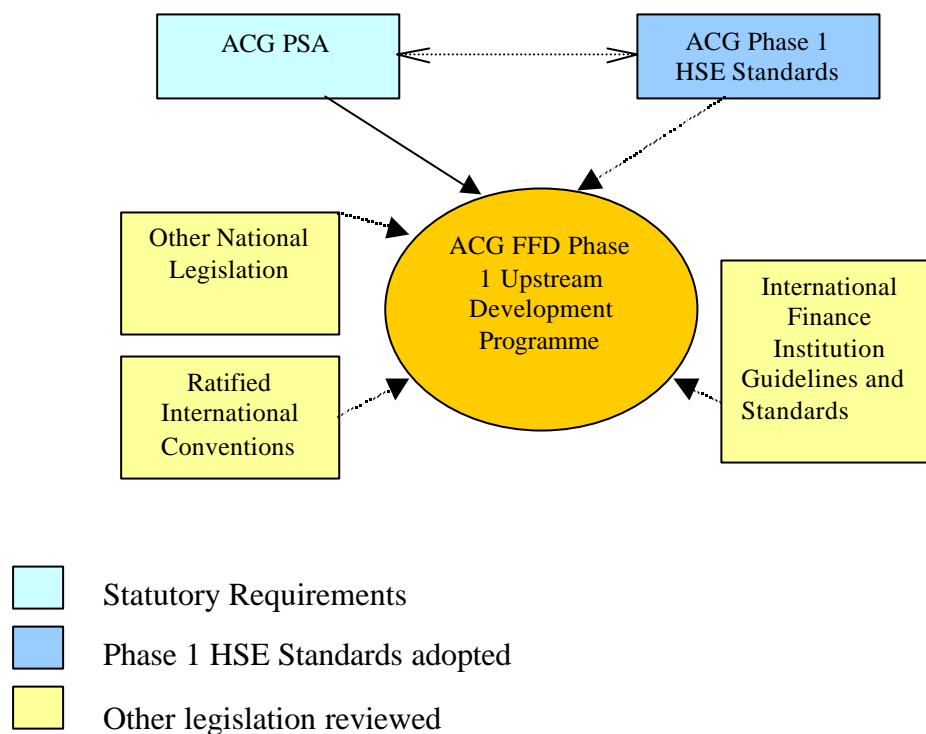 ACG PSA
ACG Phase 1
HSE Standards
Other National
Legislation
ACG FFD Phase
1 Upstream
Development
Programme
International
Finance
Institution
Guidelines and
Standards
Ratified
International
Conventions
Statutory Requirements
Phase 1 HSE Standards adopted
Other legislation reviewed